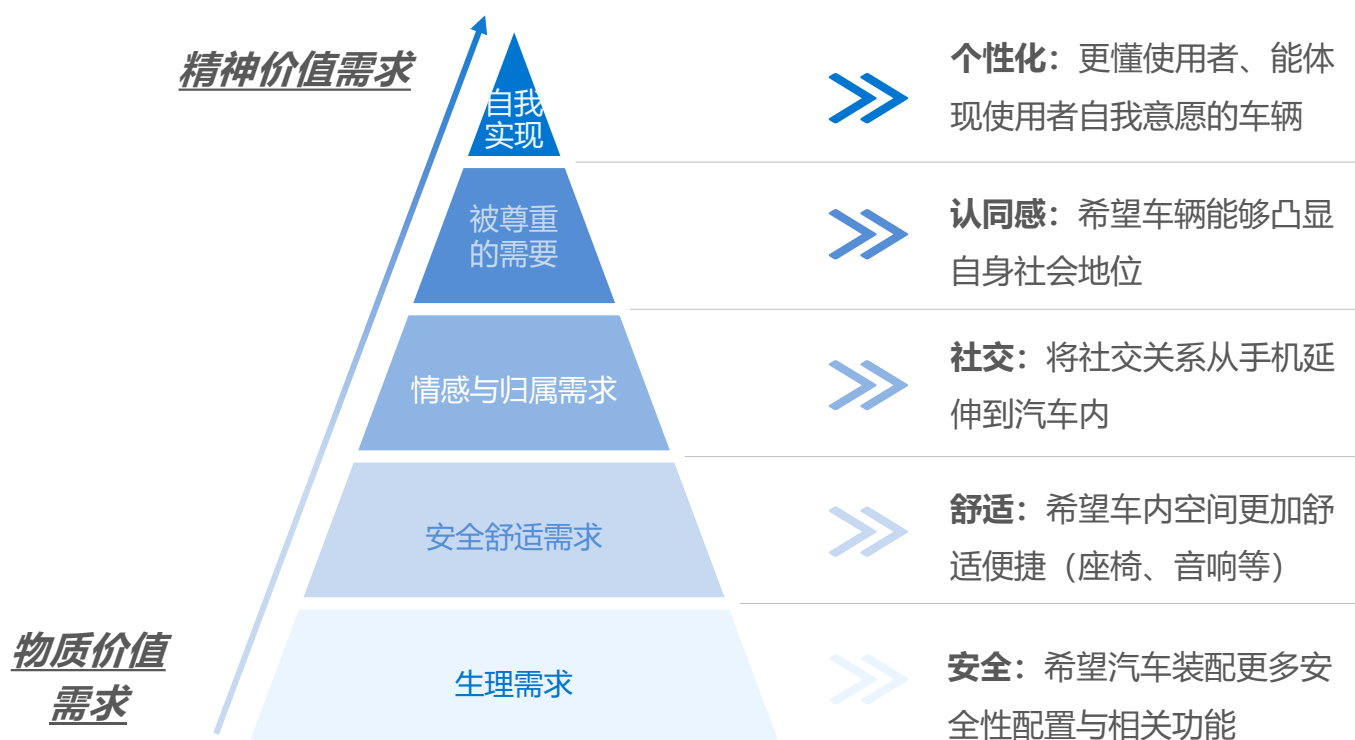 精神价值需求
自我
实现
个性化：更懂使用者、能体
现使用者自我意愿的车辆
被尊重
的需要
认同感：希望车辆能够凸显
自身社会地位
情感与归属需求
社交：将社交关系从手机延
伸到汽车内
安全舒适需求
舒适：希望车内空间更加舒
适便捷（座椅、音响等）
物质价值
需求
生理需求
安全：希望汽车装配更多安
全性配置与相关功能